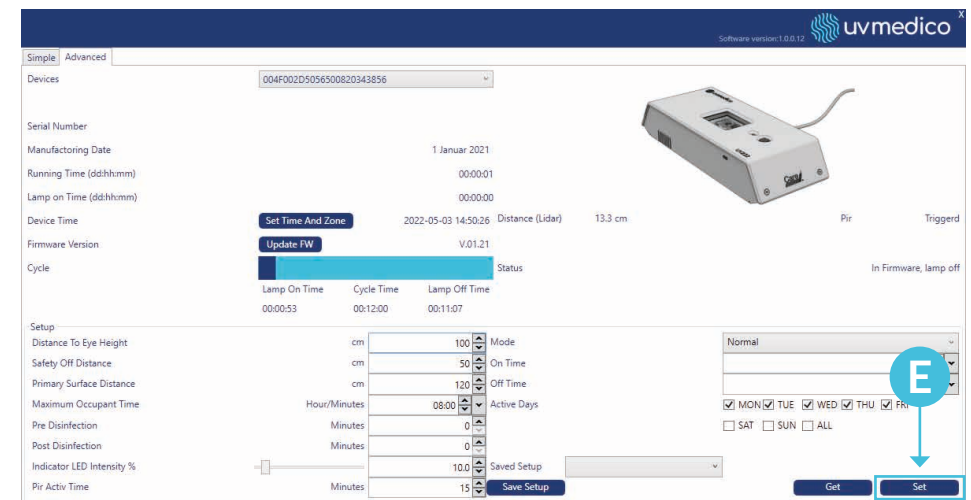 X
Software version:1.0.0.12 uvmedico
Simple Advanced
Devices 004F002D5056500820343856
Serial Number
Manufactoring Date 1 Januar 2021
Running Time (dd:hh:mm) 00:00:01
Lamp on Time (dd:hh:mm) 00:00:00
Device Time Set Time And Zone 2022-05-03 14:50:26 Distance (Lidar) 13.3 cm Pir Triggerd
Firmware Version Update FW V.01.21
Cycle Status In Firmware, lamp off
Lamp On Time Cycle Time Lamp Off Time
00:00:53 00:12:00 00:11:07
Setup
Distance To Eye Height cm 100 Mode Normal
Safety Off Distance cm 50 On Time
Primary Surface Distance cm 120 Off Time
E
Maximum Occupant Time Hour/Minutes 08:00 Active Days MON TUE WED THU
Pre Disinfection Minutes 0 SAT SUN ALL
Post Disinfection Minutes 0
Indicator LED Intensity % 10.0 Saved Setup
Pir Activ Time Minutes 15 Save Setup Get Set